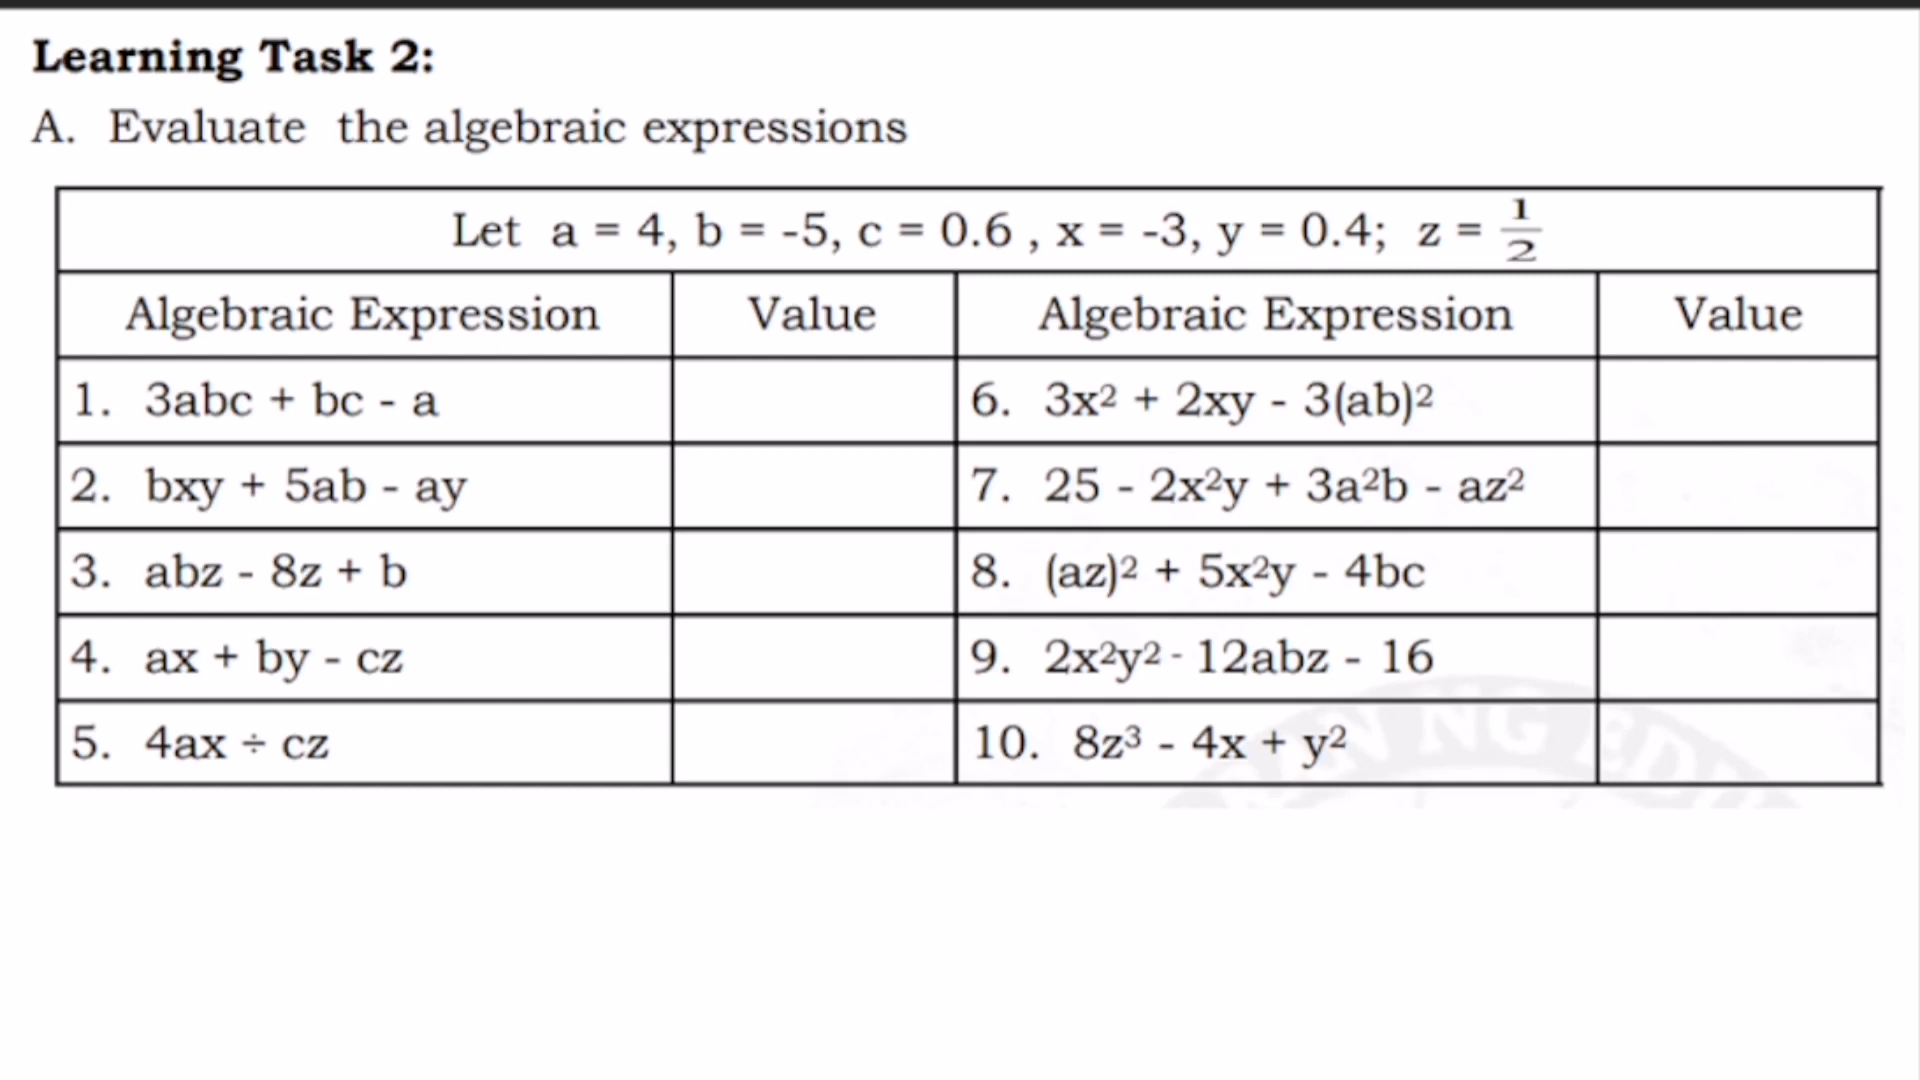 Learning Task 2:
A. Evaluate the algebraic expressions
Let a = 4, b = -5, c = 0.6 , x = -3, y = 0.4; z = 1/2
Algebraic Expression Value Algebraic Expression Value
1. 3abc + bc - a 6. 3x² + 2xy - 3(ab)²
2. bxy + 5ab - ay 7. 25 - 2x²y + 3a²b - az²
3. abz - 8z + b 8. (az)² + 5x²y - 4bc
4. ax + by - cz 9. 2x²y² - 12abz - 16
5. 4ax ÷ cz 10. 8z³ - 4x + y²